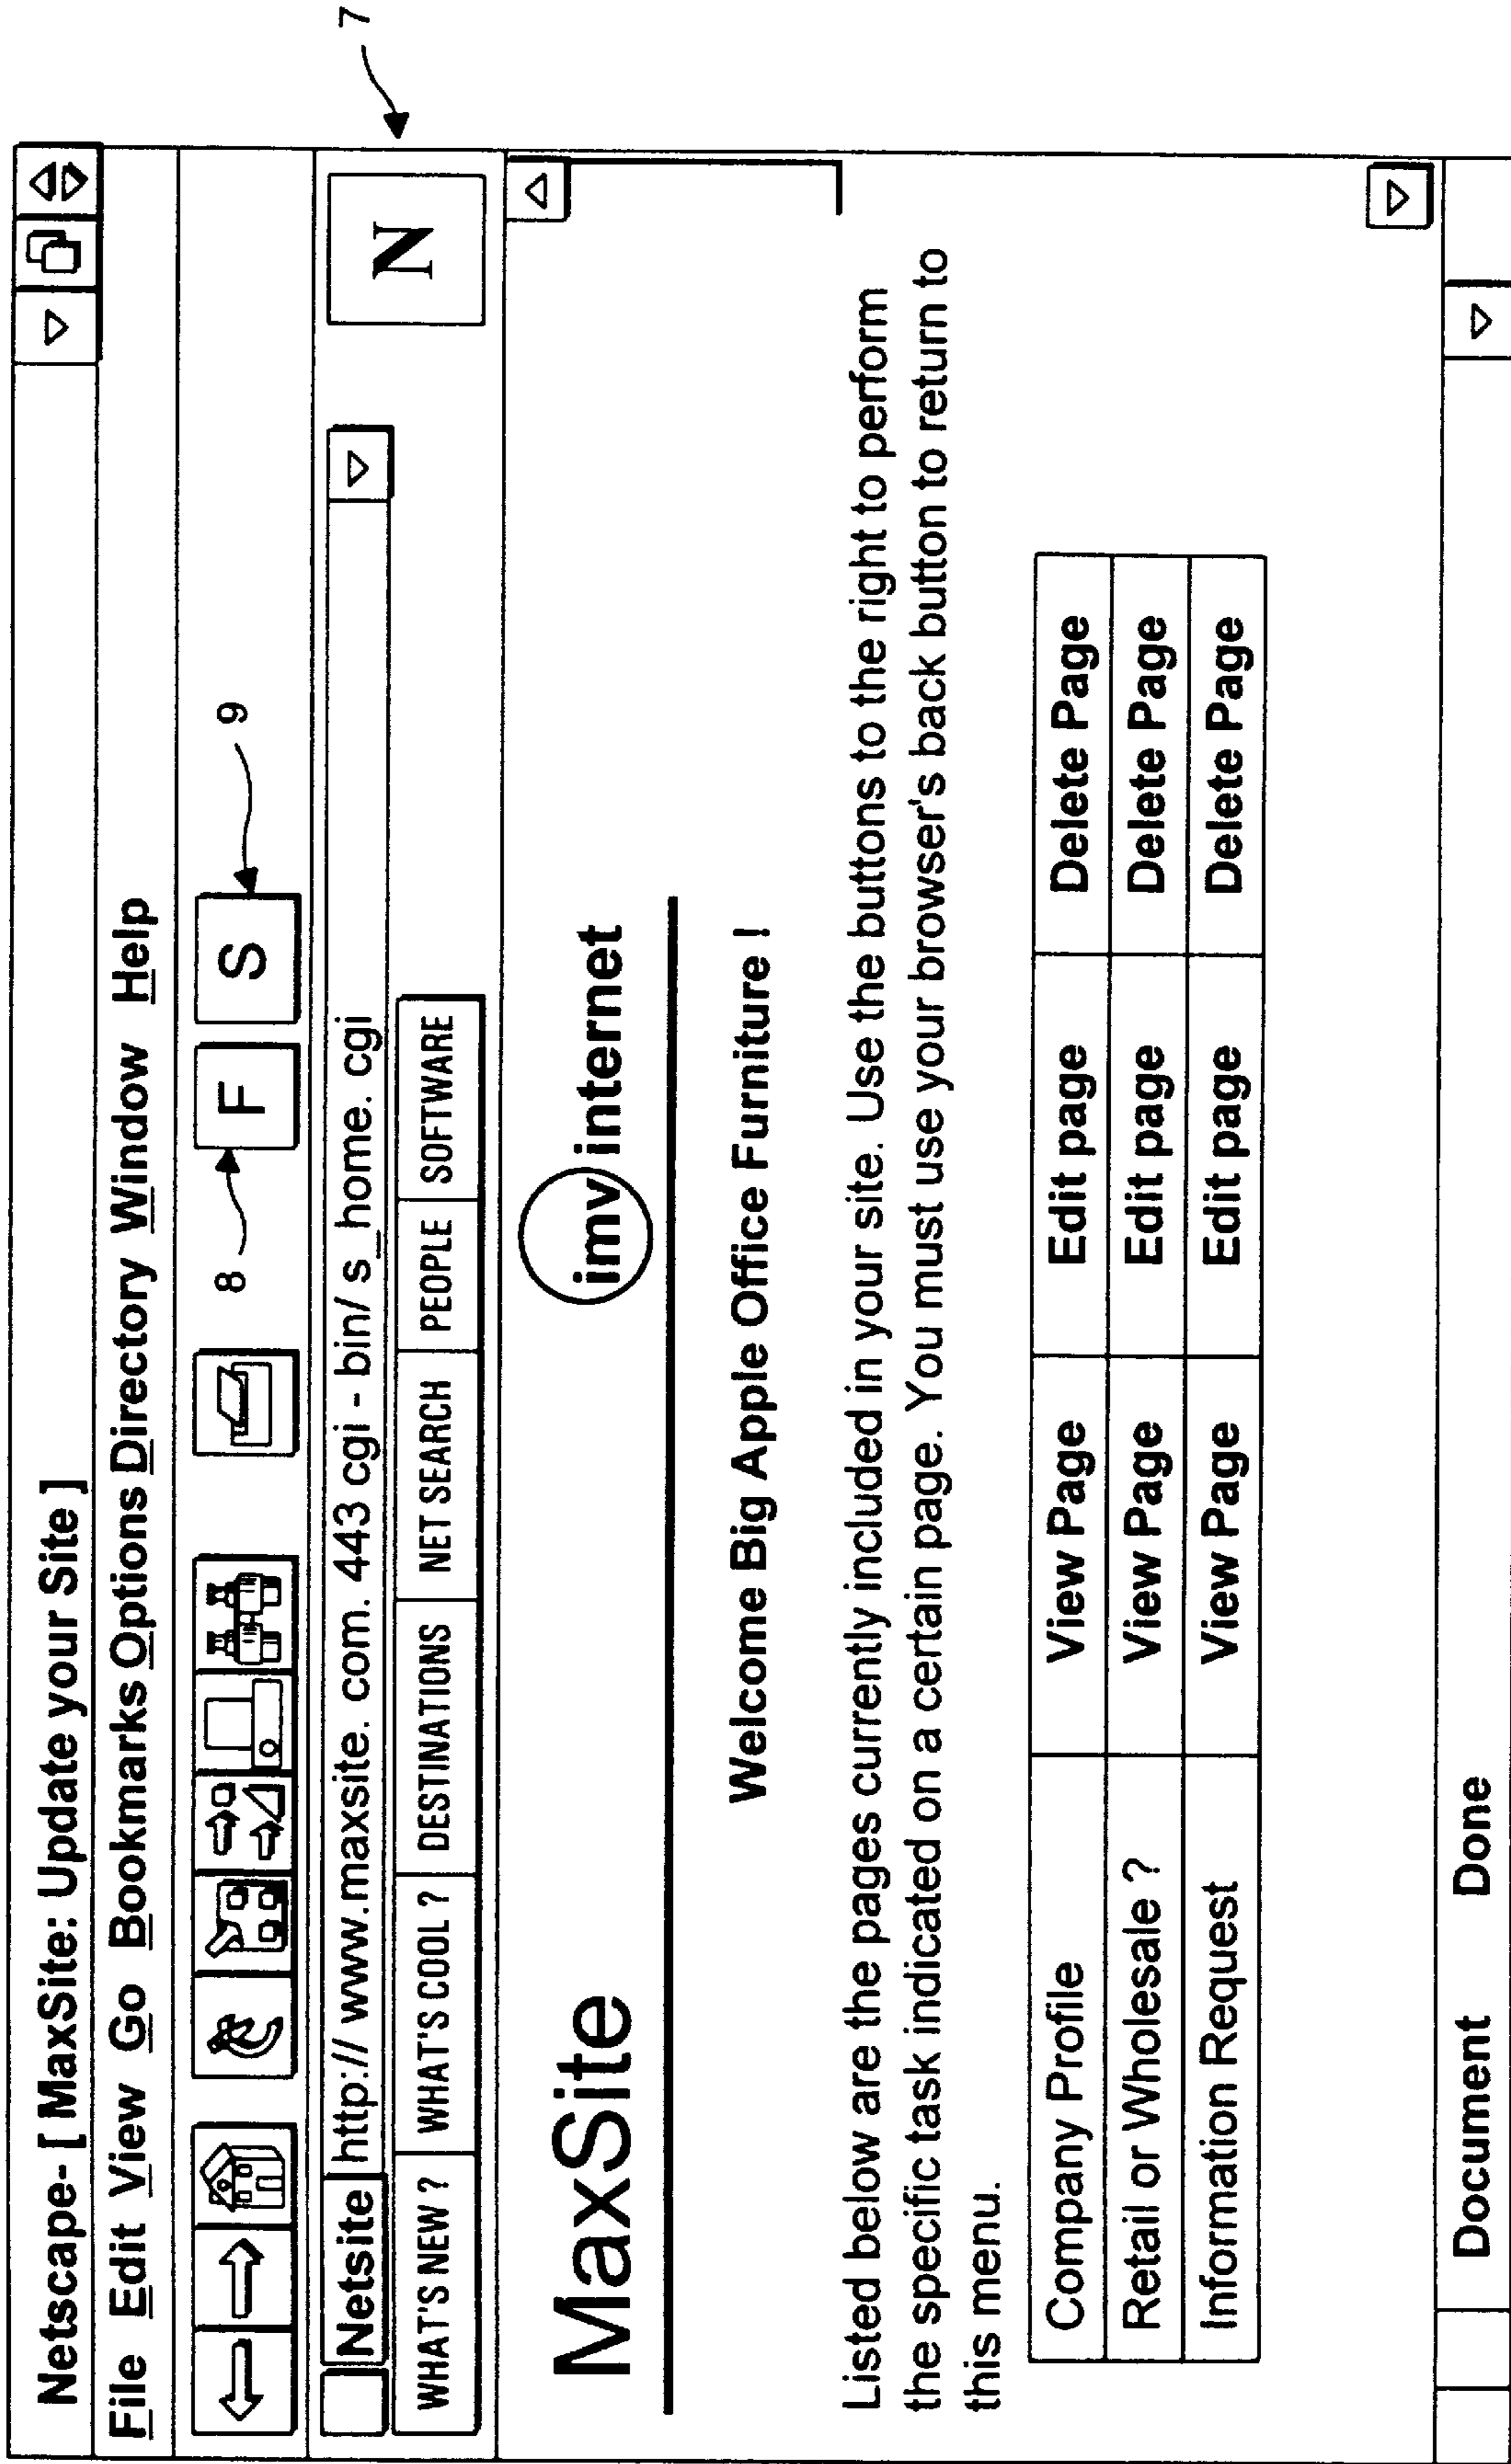 Netscape- [ MaxSite: Update your Site ]
File Edit View Go Bookmarks Options Directory Window Help
8 F S 9
Netsite http:// www.maxsite. com. 443 cgi - bin/ s_home. cgi
N 7
WHAT'S NEW ? WHAT'S COOL ? DESTINATIONS NET SEARCH PEOPLE SOFTWARE
MaxSite imv internet
Welcome Big Apple Office Furniture !
Listed below are the pages currently included in your site. Use the buttons to the right to perform
the specific task indicated on a certain page. You must use your browser's back button to return to
this menu.
Company Profile View Page Edit page Delete Page
Retail or Wholesale ? View Page Edit page Delete Page
Information Request View Page Edit page Delete Page
Document Done